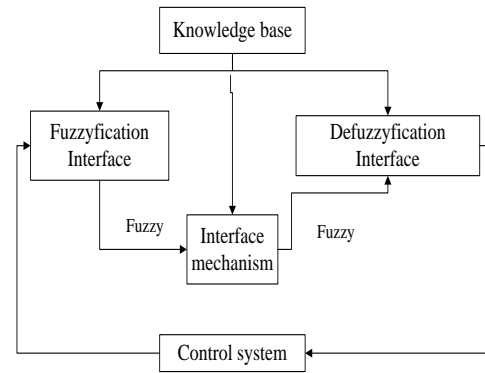 Knowledge base
Fuzzyfication
Interface
Defuzzyfication
Interface
Fuzzy
Interface
mechanism
Fuzzy
Control system